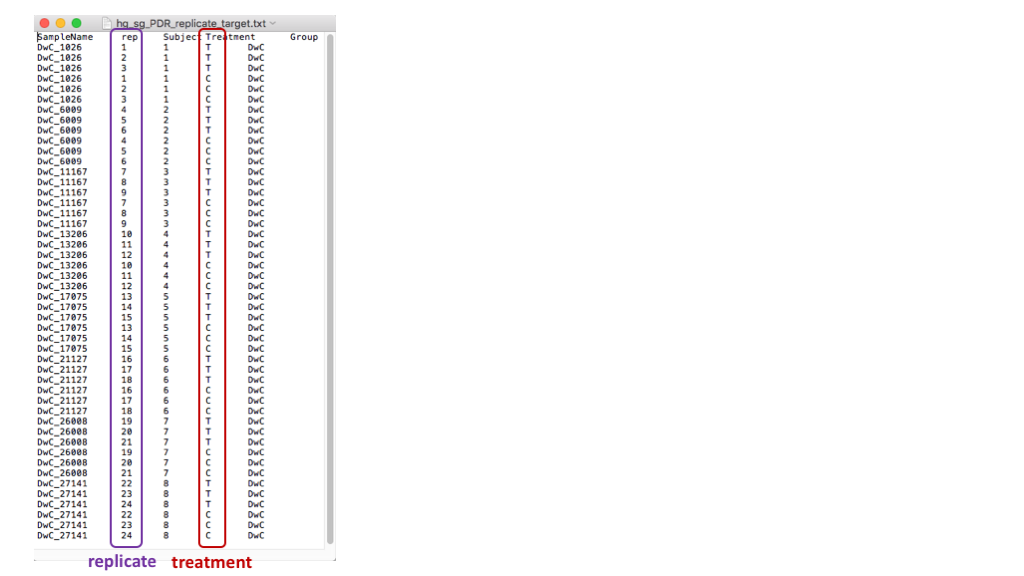 hg_sg_PDR_replicate_target.txt
SampleName rep Subject Treatment Group
DwC_1026 1 1 T DwC
DwC_1026 2 1 T DwC
DwC_1026 3 1 T DwC
DwC_1026 1 1 C DwC
DwC_1026 2 1 C DwC
DwC_1026 3 1 C DwC
DwC_6009 4 2 T DwC
DwC_6009 5 2 T DwC
DwC_6009 6 2 T DwC
DwC_6009 4 2 C DwC
DwC_6009 5 2 C DwC
DwC_6009 6 2 C DwC
DwC_11167 7 3 T DwC
DwC_11167 8 3 T DwC
DwC_11167 9 3 T DwC
DwC_11167 7 3 C DwC
DwC_11167 8 3 C DwC
DwC_11167 9 3 C DwC
DwC_13206 10 4 T DwC
DwC_13206 11 4 T DwC
DwC_13206 12 4 T DwC
DwC_13206 10 4 C DwC
DwC_13206 11 4 C DwC
DwC_13206 12 4 C DwC
DwC_17075 13 5 T DwC
DwC_17075 14 5 T DwC
DwC_17075 15 5 T DwC
DwC_17075 13 5 C DwC
DwC_17075 14 5 C DwC
DwC_17075 15 5 C DwC
DwC_21127 16 6 T DwC
DwC_21127 17 6 T DwC
DwC_21127 18 6 T DwC
DwC_21127 16 6 C DwC
DwC_21127 17 6 C DwC
DwC_21127 18 6 C DwC
DwC_26008 19 7 T DwC
DwC_26008 20 7 T DwC
DwC_26008 21 7 T DwC
DwC_26008 19 7 C DwC
DwC_26008 20 7 C DwC
DwC_26008 21 7 C DwC
DwC_27141 22 8 T DwC
DwC_27141 23 8 T DwC
DwC_27141 24 8 T DwC
DwC_27141 22 8 C DwC
DwC_27141 23 8 C DwC
DwC_27141 24 8 C DwC
replicate treatment